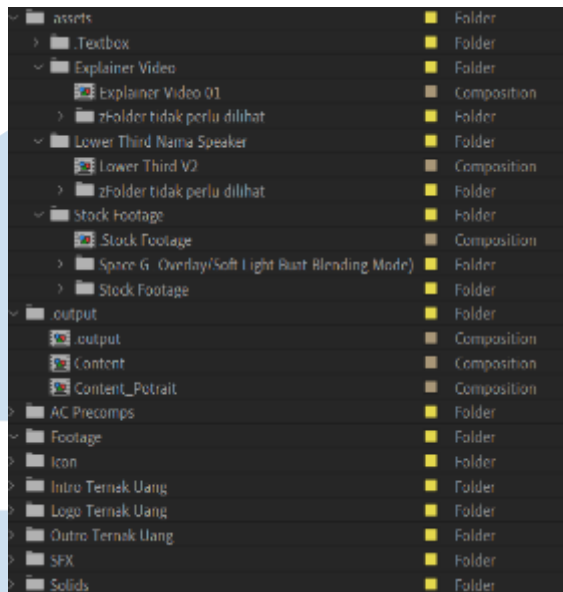 .assets Folder
.Textbox Folder
Explainer Video Folder
Explainer Video 01 Composition
zFolder tidak perlu dilihat Folder
Lower Third Nama Speaker Folder
Lower Third V2 Composition
zFolder tidak perlu dilihat Folder
Stock Footage Folder
.Stock Footage Composition
Space G Overlay/Soft Light Buat Blending Mode) Folder
Stock Footage Folder
.output Folder
.output Composition
Content Composition
Content_Potrait Composition
AC Precomps Folder
Footage Folder
Icon Folder
Intro Ternak Uang Folder
Logo Ternak Uang Folder
Outro Ternak Uang Folder
SFX Folder
Solids Folder